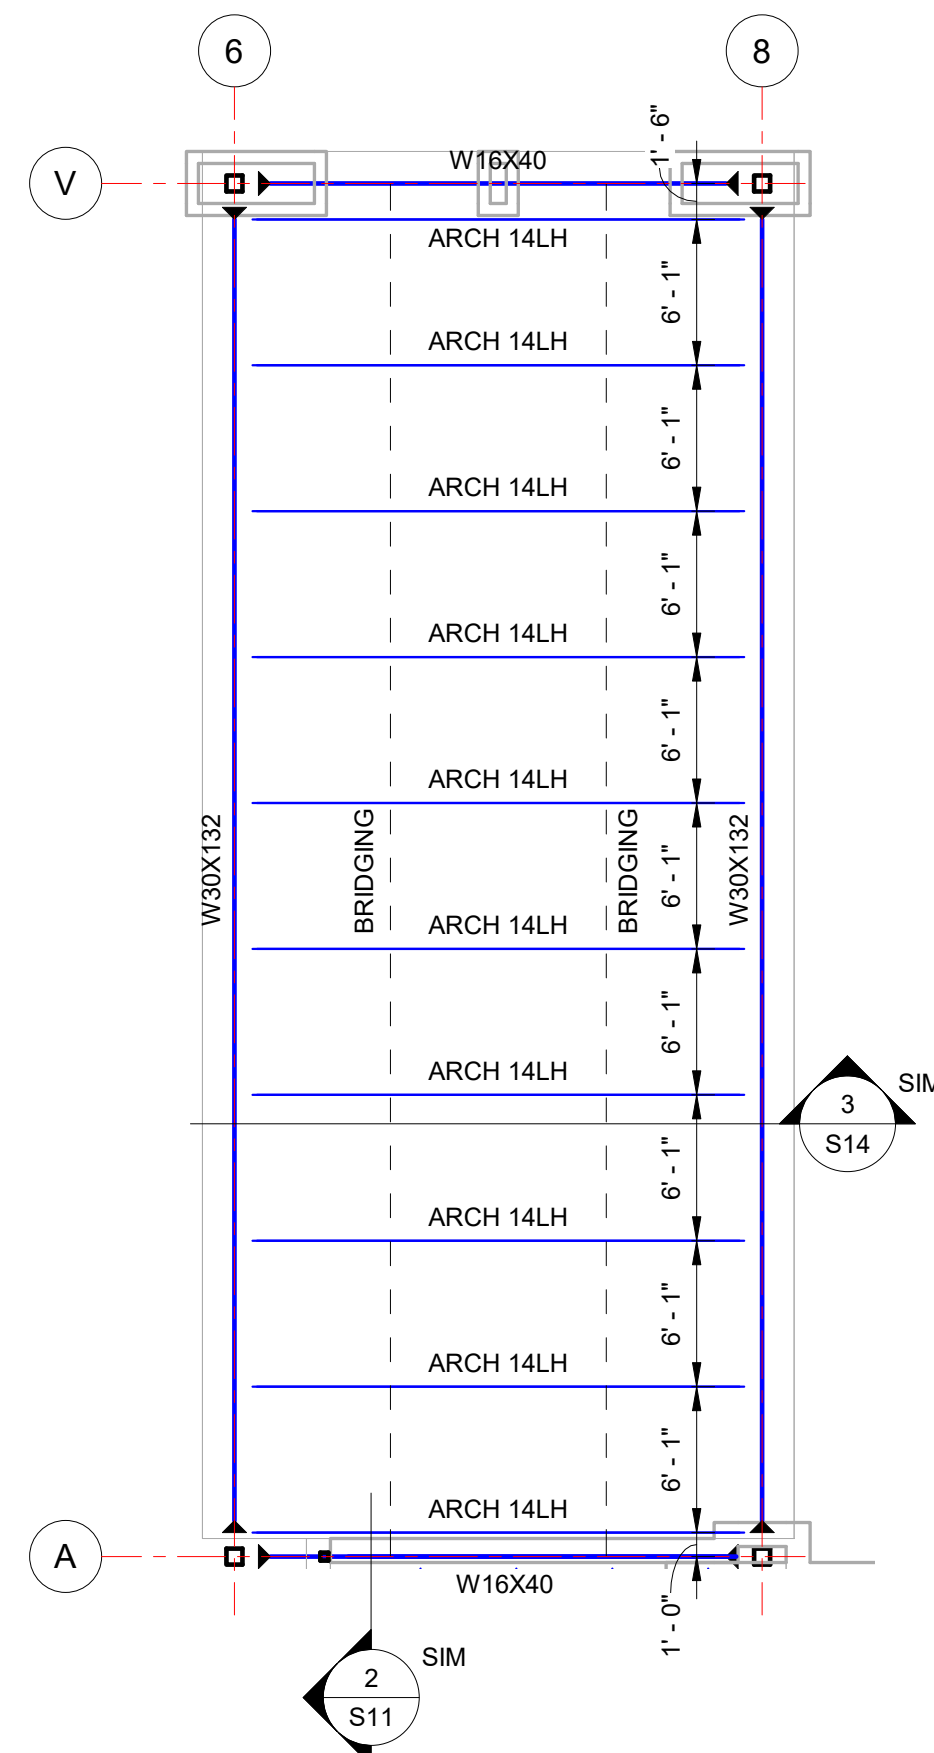 6
8
V
W16X40
1' - 6"
ARCH 14LH
6' - 1"
ARCH 14LH
6' - 1"
ARCH 14LH
6' - 1"
ARCH 14LH
6' - 1"
ARCH 14LH
W30X132
BRIDGING
BRIDGING
W30X132
6' - 1"
ARCH 14LH
6' - 1"
ARCH 14LH
SIM
3
S14
6' - 1"
ARCH 14LH
6' - 1"
ARCH 14LH
6' - 1"
ARCH 14LH
A
W16X40
1' - 0"
SIM
2
S11